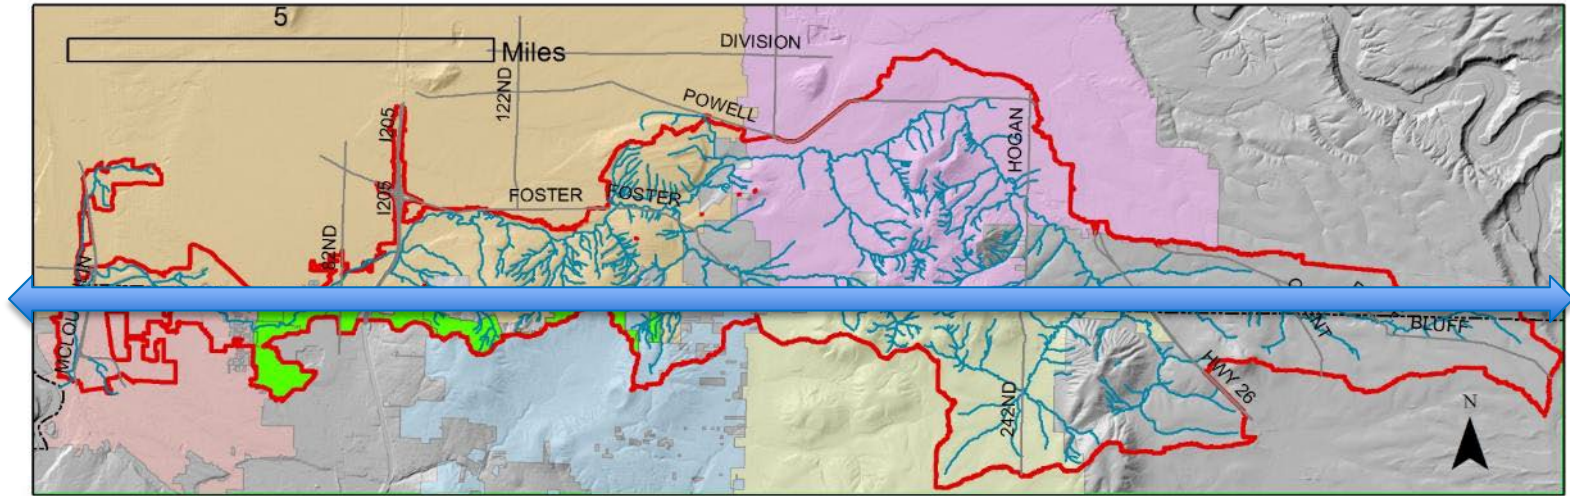 5
Miles
DIVISION
122ND
POWELL
I205
HOGAN
I205
FOSTER
FOSTER
82ND
BLUFF
HWY 26
242ND
N